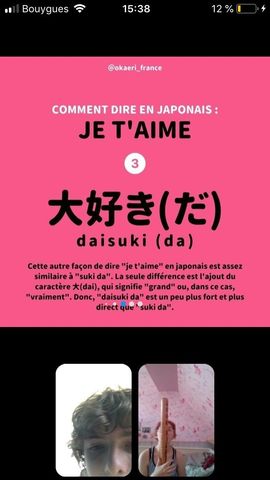 Bouygues 15:38 12 %
@okaeri_france
COMMENT DIRE EN JAPONAIS :
JE T'AIME
3
大好き(だ)
daisuki (da)
Cette autre façon de dire "je t'aime" en japonais est assez
similaire à "suki da". La seule différence est l'ajout du
caractère 大(dai), qui signifie "grand" ou, dans ce cas,
"vraiment". Donc, "daisuki da" est un peu plus fort et plus
direct que "suki da".